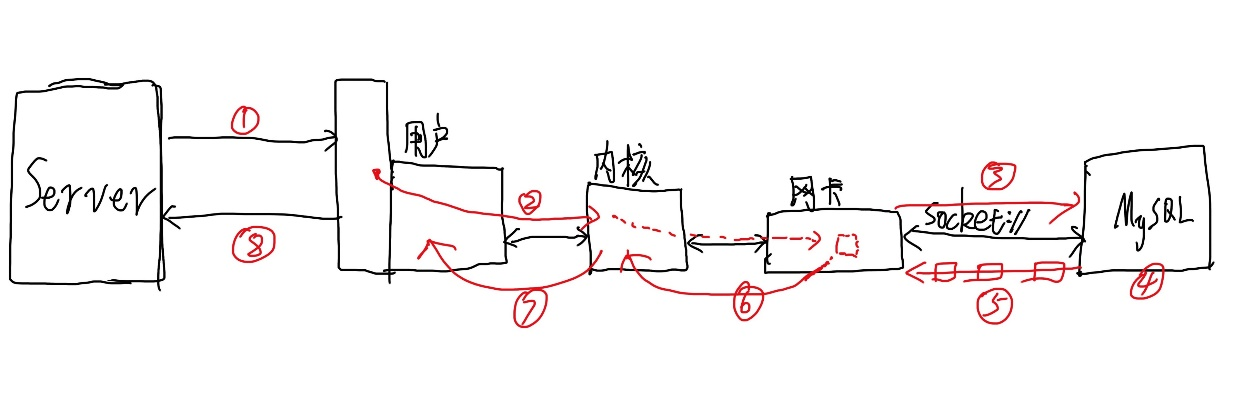 Server
①
⑧
用户
②
⑦
内核
⑥
网卡
③
socket://
⑤
MySQL
④